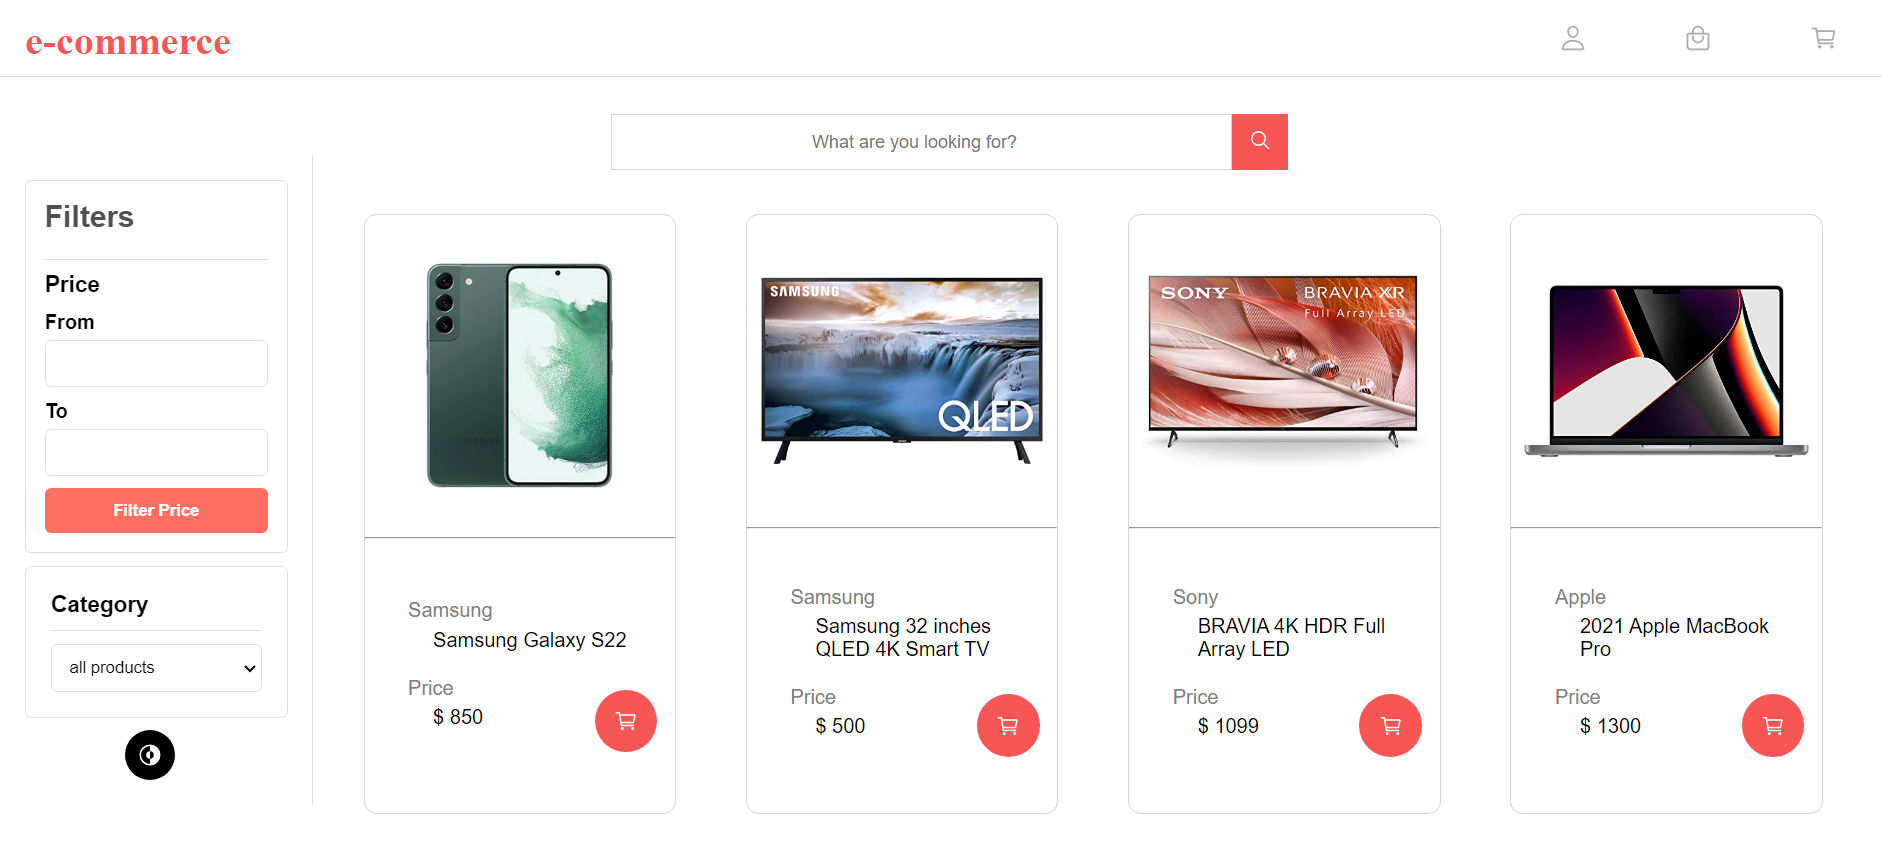 e-commerce
What are you looking for?
Filters
Price
From
To
Filter Price
Category
all products
Samsung
Samsung Galaxy S22
Price
$ 850
SAMSUNG
QLED
Samsung
Samsung 32 inches
QLED 4K Smart TV
Price
$ 500
SONY
BRAVIA XR
Full Array LED
Sony
BRAVIA 4K HDR Full
Array LED
Price
$ 1099
Apple
2021 Apple MacBook
Pro
Price
$ 1300